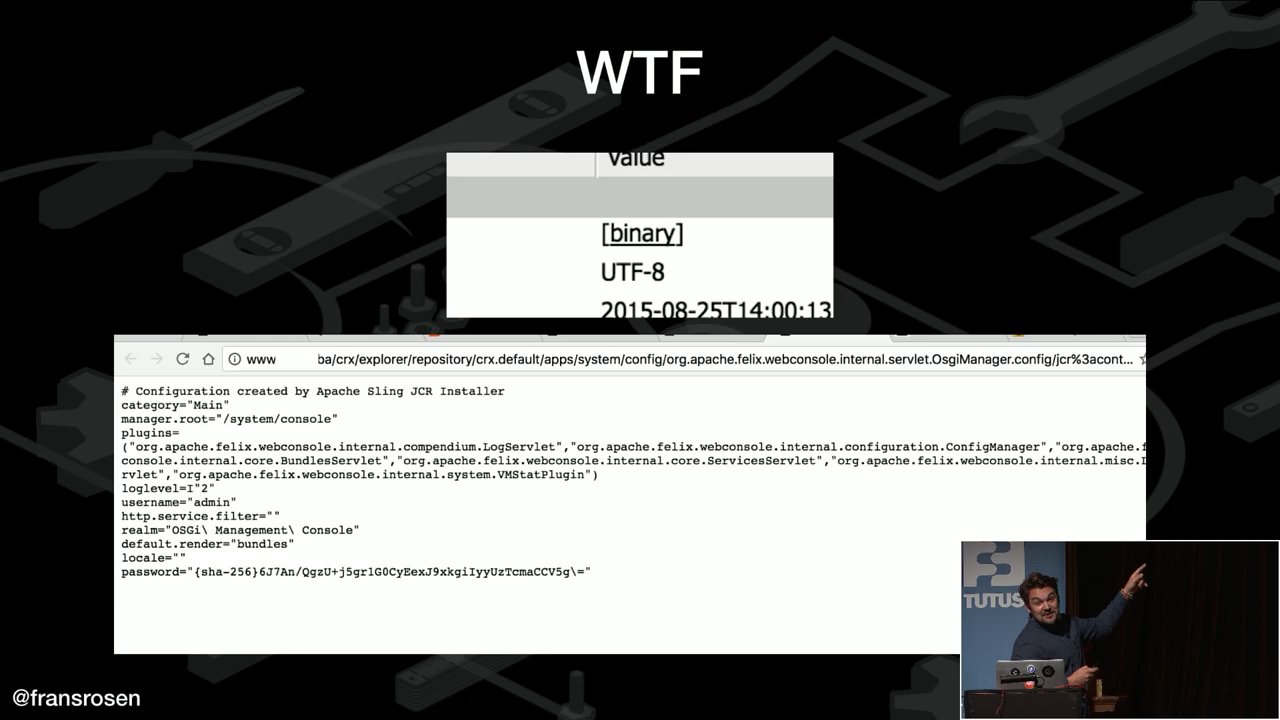 WTF
Value
[binary]
UTF-8
2015-08-25T14:00:13
www ba/crx/explorer/repository/crx.default/apps/system/config/org.apache.felix.webconsole.internal.servlet.OsgiManager.config/jcr%3acont...
# Configuration created by Apache Sling JCR Installer
category="Main"
manager.root="/system/console"
plugins=
("org.apache.felix.webconsole.internal.compendium.LogServlet","org.apache.felix.webconsole.internal.configuration.ConfigManager","org.apache.f
console.internal.core.BundlesServlet","org.apache.felix.webconsole.internal.core.ServicesServlet","org.apache.felix.webconsole.internal.misc.
rvlet","org.apache.felix.webconsole.internal.system.VMStatPlugin")
loglevel=I"2"
username="admin"
http.service.filter=""
realm="OSGi\ Management\ Console"
default.render="bundles"
locale=""
password="{sha-256}6J7An/QgzU+j5gr1G0CyEexJ9xkgiIyyUzTcmaCCV5g\="
TUTUS
@fransrosen